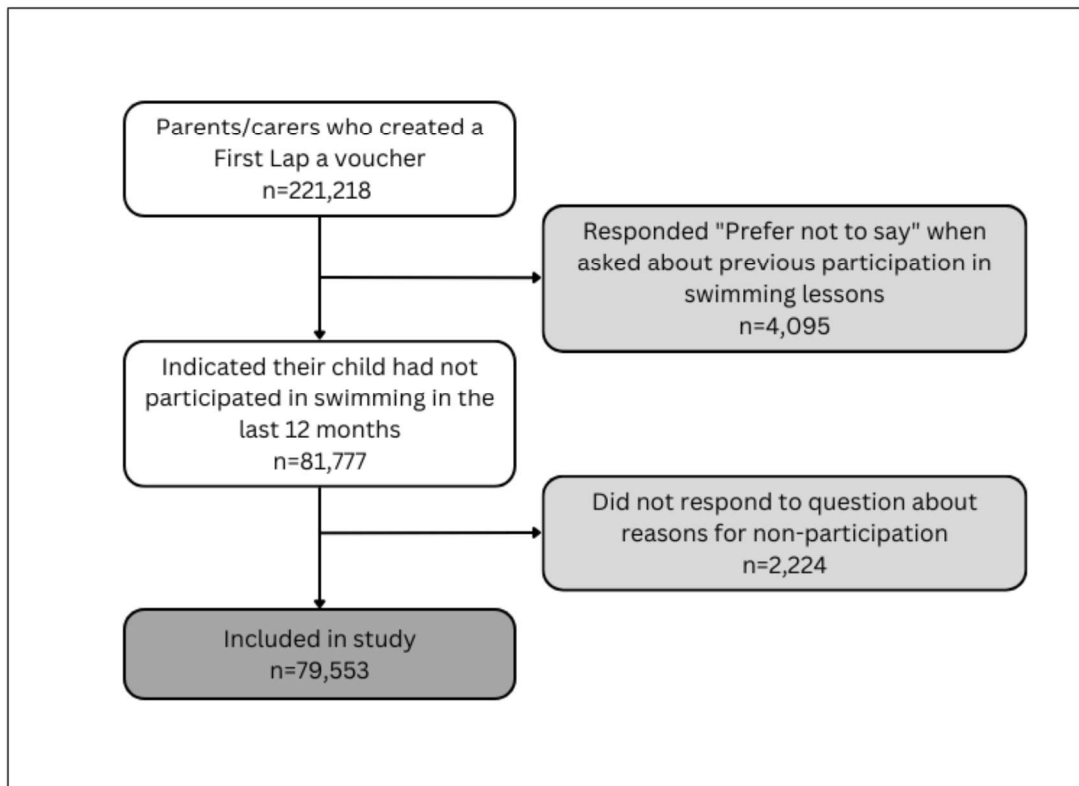 Parents/carers who created a
First Lap a voucher
n=221,218
Responded "Prefer not to say" when
asked about previous participation in
swimming lessons
n=4,095
Indicated their child had not
participated in swimming in the
last 12 months
n=81,777
Did not respond to question about
reasons for non-participation
n=2,224
Included in study
n=79,553